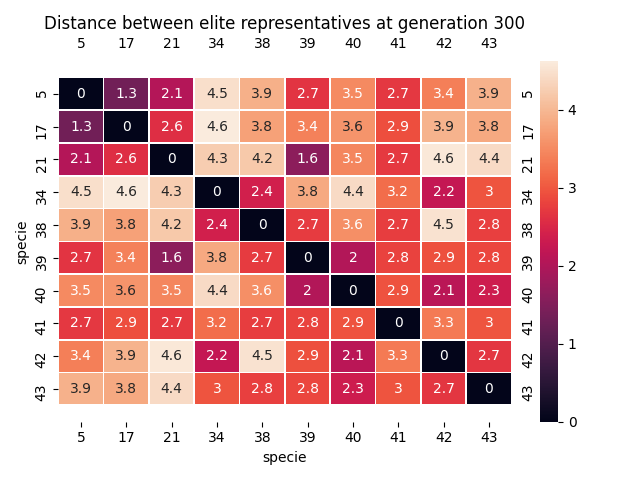 Distance between elite representatives at generation 300
5 17 21 34 38 39 40 41 42 43
5 0 1.3 2.1 4.5 3.9 2.7 3.5 2.7 3.4 3.9 5
17 1.3 0 2.6 4.6 3.8 3.4 3.6 2.9 3.9 3.8 17
21 2.1 2.6 0 4.3 4.2 1.6 3.5 2.7 4.6 4.4 21
34 4.5 4.6 4.3 0 2.4 3.8 4.4 3.2 2.2 3 34
38 3.9 3.8 4.2 2.4 0 2.7 3.6 2.7 4.5 2.8 38
39 2.7 3.4 1.6 3.8 2.7 0 2 2.8 2.9 2.8 39
40 3.5 3.6 3.5 4.4 3.6 2 0 2.9 2.1 2.3 40
41 2.7 2.9 2.7 3.2 2.7 2.8 2.9 0 3.3 3 41
42 3.4 3.9 4.6 2.2 4.5 2.9 2.1 3.3 0 2.7 42
43 3.9 3.8 4.4 3 2.8 2.8 2.3 3 2.7 0 43
5 17 21 34 38 39 40 41 42 43
specie
specie
4
3
2
1
0